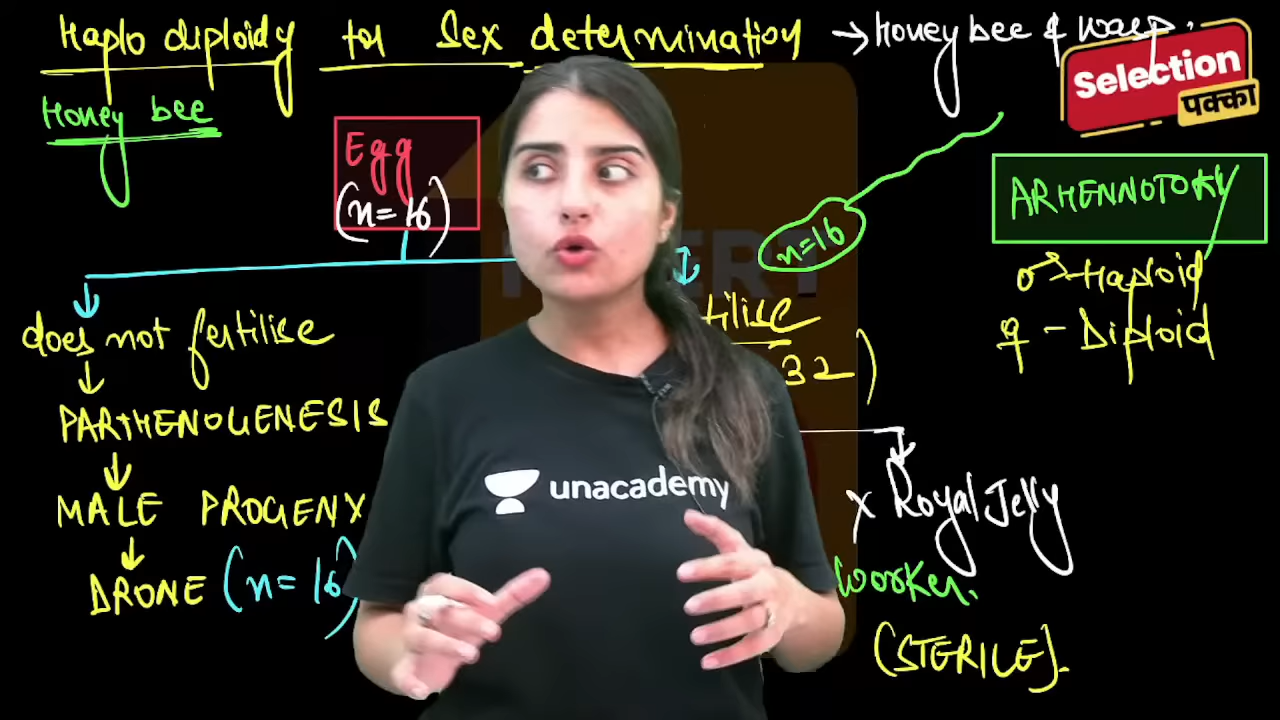 Haplo diploidy for Sex determination → Honey bee & wasp.
Selection
पक्का
Honey bee
Egg
(n=16)
n=16
ARHENNOTOKY
♂ → Haploid
♀ - Diploid
does not fertilise
tilise
32)
PARTHENOGENESIS
MALE PROGENY
DRONE (n=16)
unacademy
x Royal Jelly
Worker.
(STERILE).